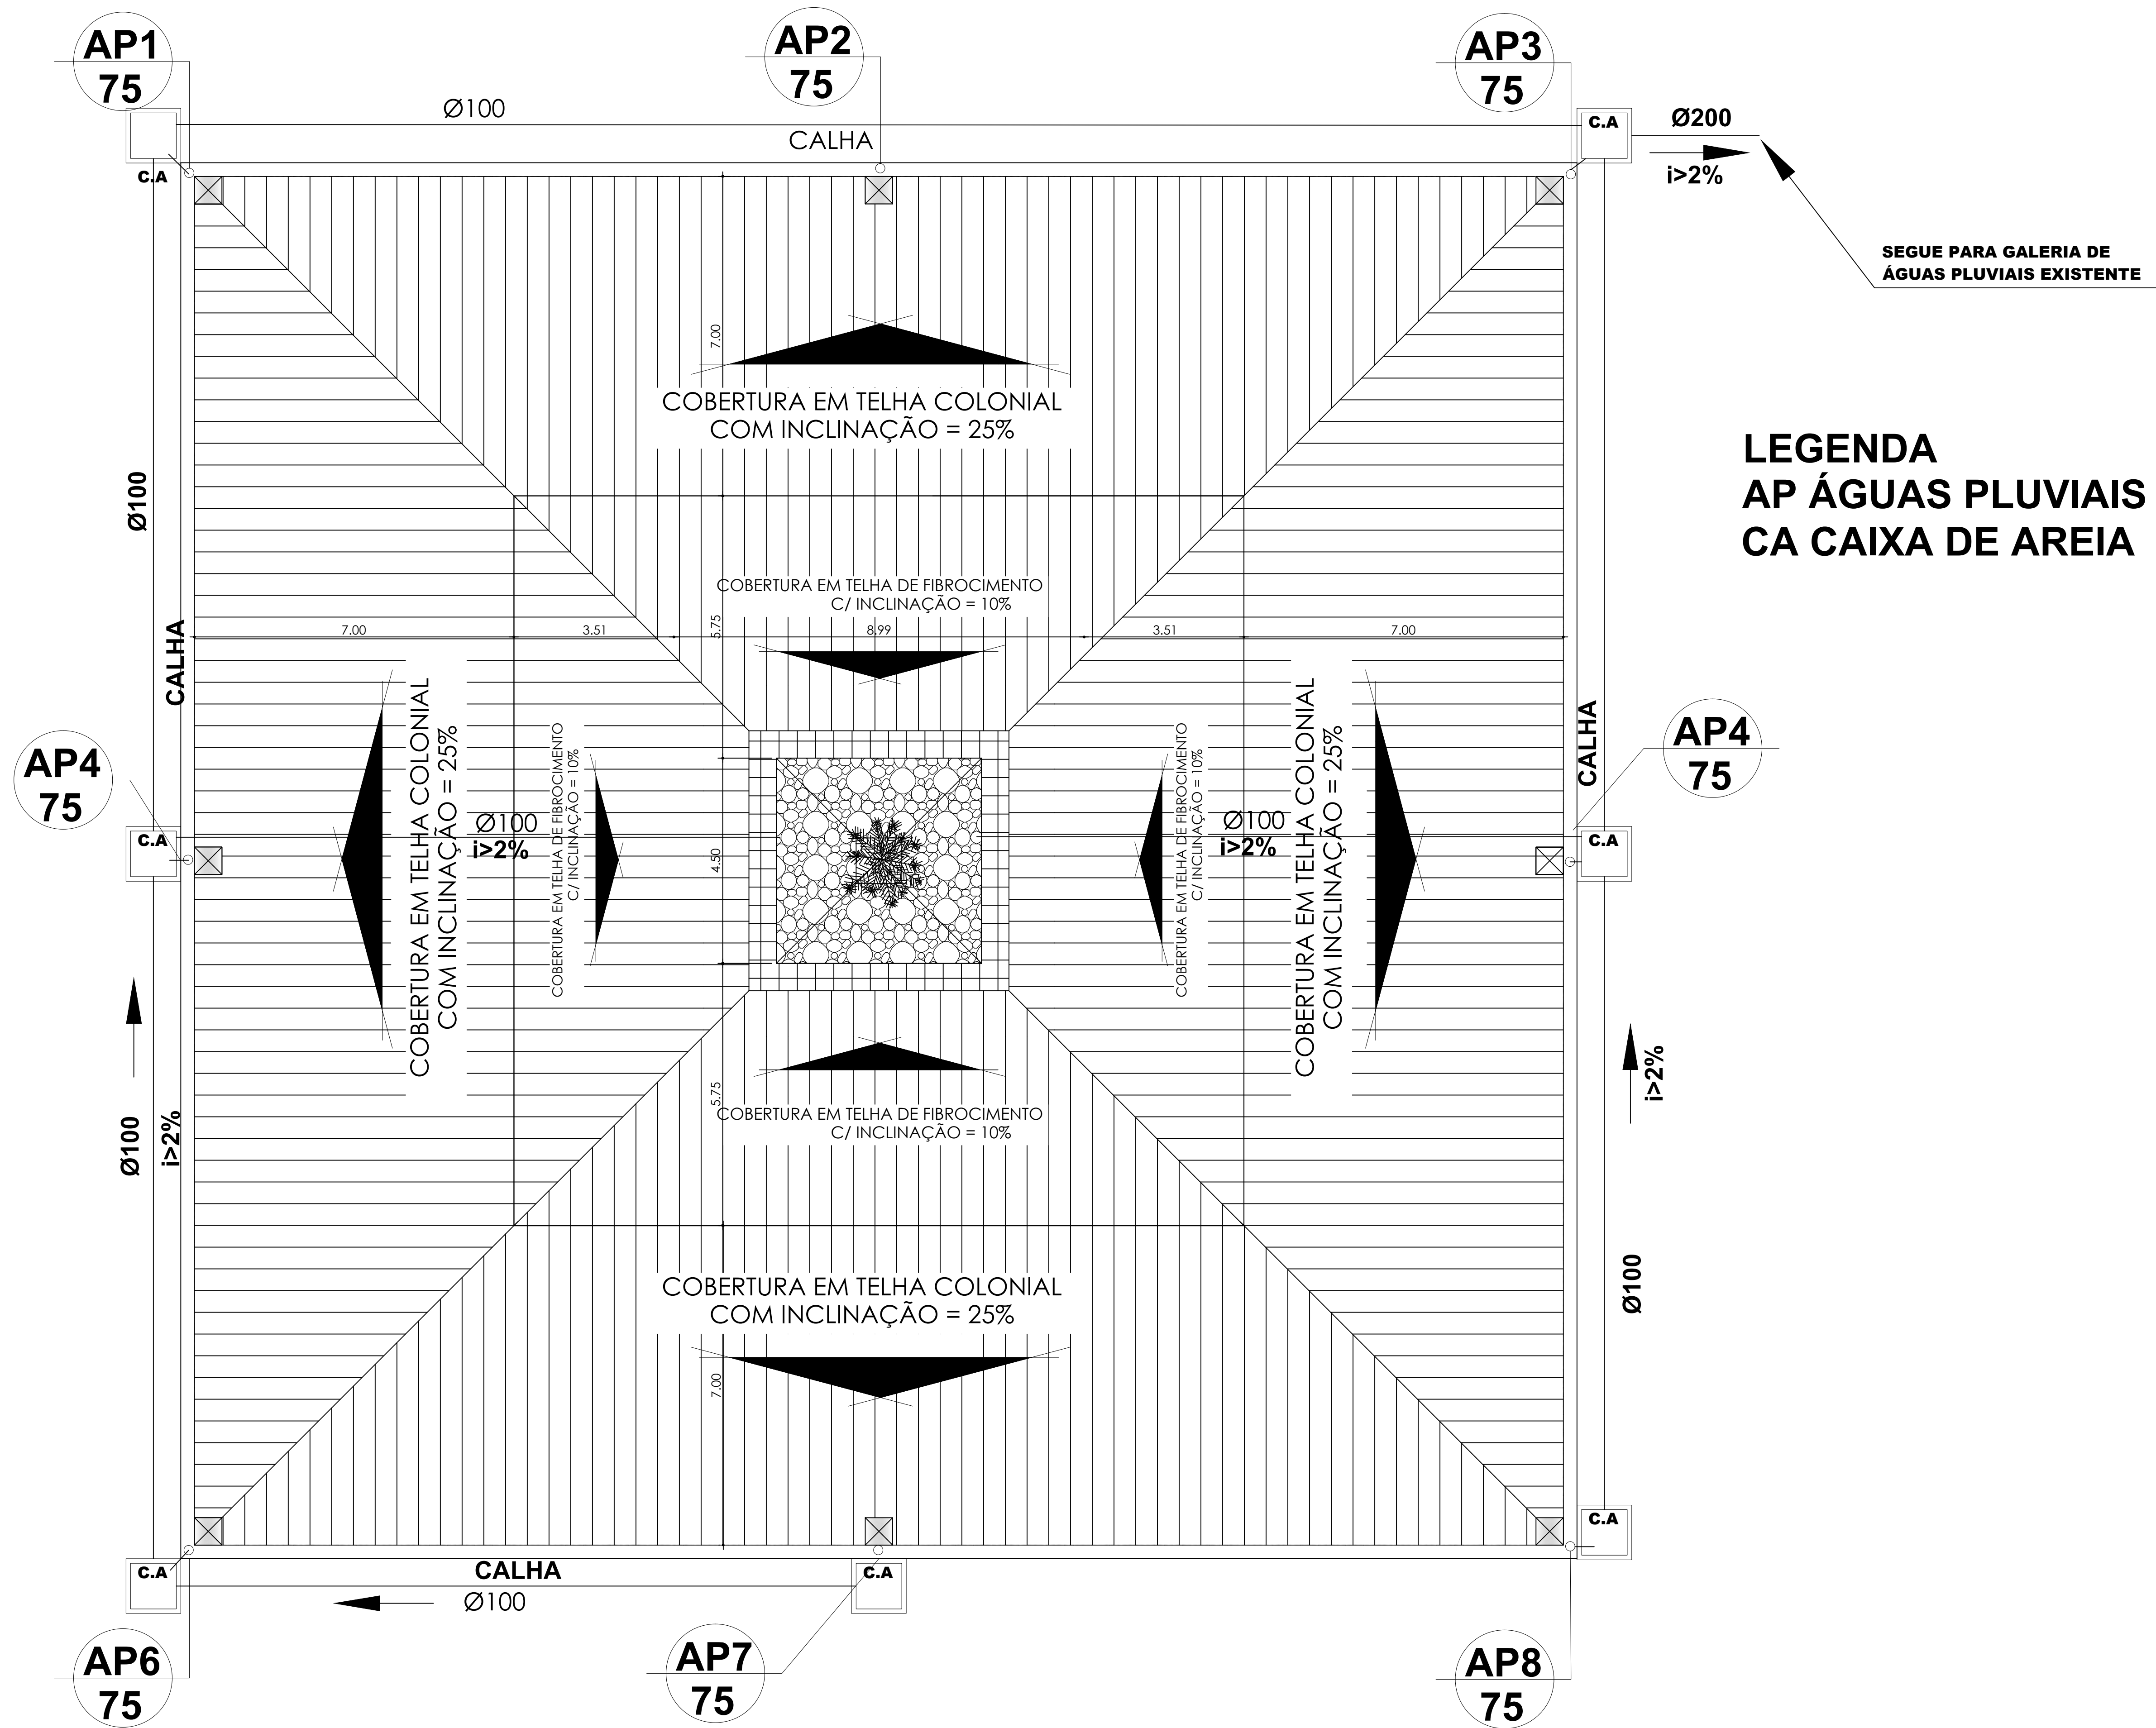 AP1
75
AP2
75
AP3
75
Ø100
CALHA
C.A
C.A
Ø200
i>2%
SEGUE PARA GALERIA DE
ÁGUAS PLUVIAIS EXISTENTE
7.00
COBERTURA EM TELHA COLONIAL
COM INCLINAÇÃO = 25%
LEGENDA
AP ÁGUAS PLUVIAIS
CA CAIXA DE AREIA
Ø100
CALHA
COBERTURA EM TELHA DE FIBROCIMENTO
C/ INCLINAÇÃO = 10%
5.75
7.00
3.51
8.99
3.51
7.00
AP4
75
C.A
COBERTURA EM TELHA COLONIAL
COM INCLINAÇÃO = 25%
Ø100
i>2%
COBERTURA EM TELHA DE FIBROCIMENTO
C/ INCLINAÇÃO = 10%
4.50
COBERTURA EM TELHA DE FIBROCIMENTO
C/ INCLINAÇÃO = 10%
Ø100
i>2%
COBERTURA EM TELHA COLONIAL
COM INCLINAÇÃO = 25%
CALHA
C.A
AP4
75
Ø100
i>2%
5.75
COBERTURA EM TELHA DE FIBROCIMENTO
C/ INCLINAÇÃO = 10%
i>2%
Ø100
COBERTURA EM TELHA COLONIAL
COM INCLINAÇÃO = 25%
7.00
C.A
CALHA
Ø100
C.A
C.A
AP6
75
AP7
75
AP8
75